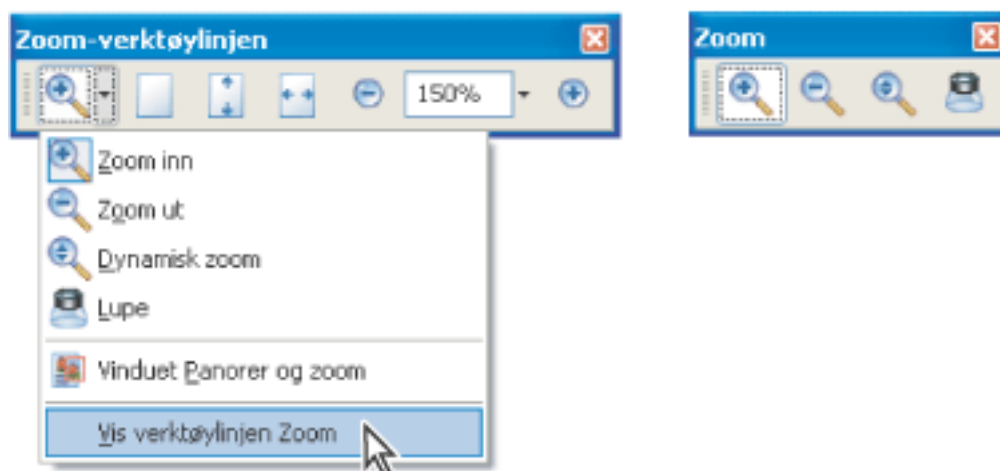 Zoom-verktøylinjen
150%
Zoom inn
Zoom ut
Dynamisk zoom
Lupe
Vinduet Panorer og zoom
Vis verktøylinjen Zoom
Zoom